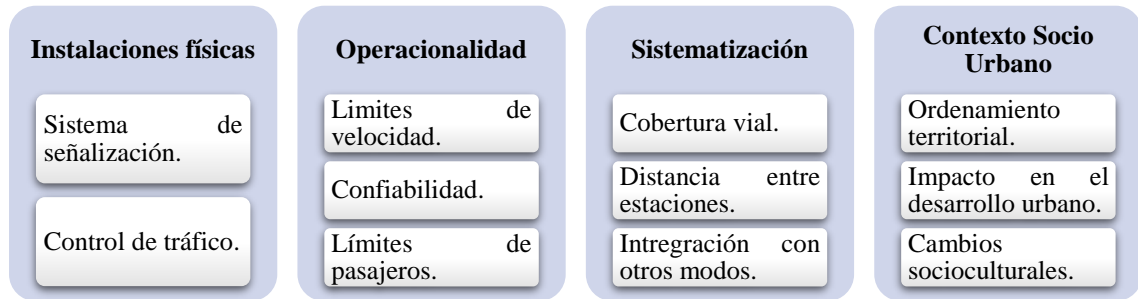 Instalaciones físicas
Sistema de
señalización.
Control de tráfico.
Operacionalidad
Limites de
velocidad.
Confiabilidad.
Límites de
pasajeros.
Sistematización
Cobertura vial.
Distancia entre
estaciones.
Intregración con
otros modos.
Contexto Socio
Urbano
Ordenamiento
territorial.
Impacto en el
desarrollo urbano.
Cambios
socioculturales.